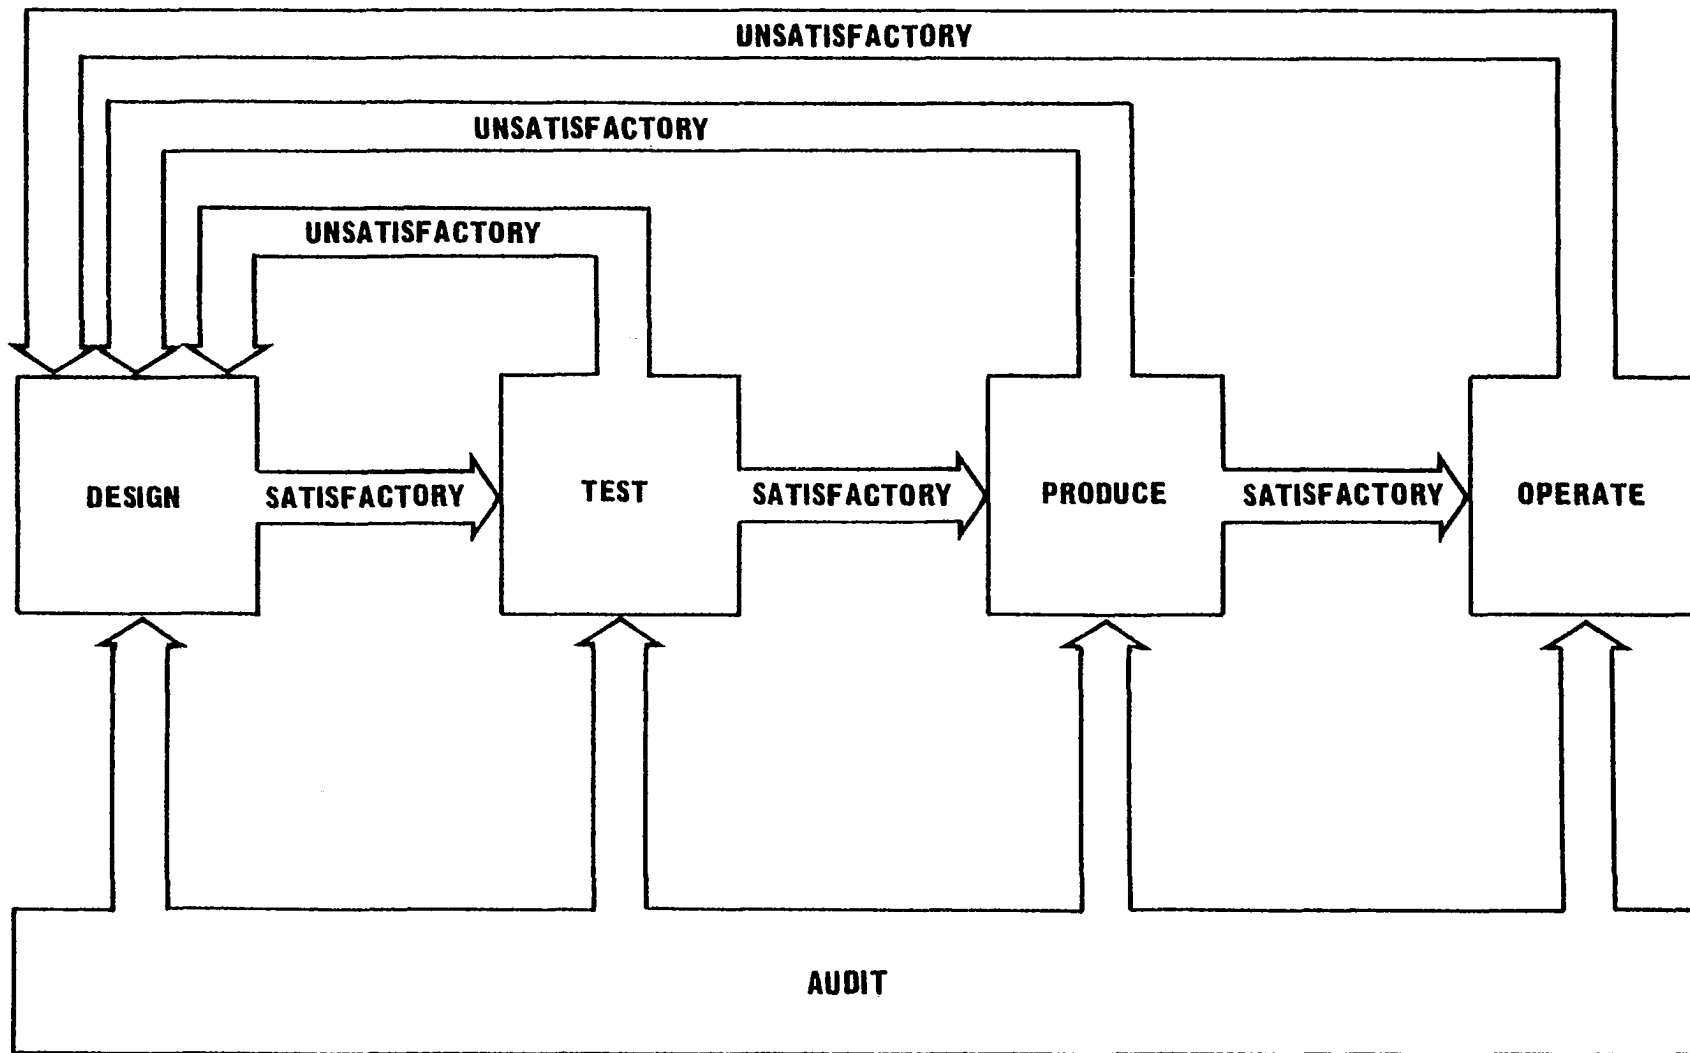 UNSATISFACTORY
UNSATISFACTORY
UNSATISFACTORY
DESIGN
SATISFACTORY
TEST
SATISFACTORY
PRODUCE
SATISFACTORY
OPERATE
AUDIT